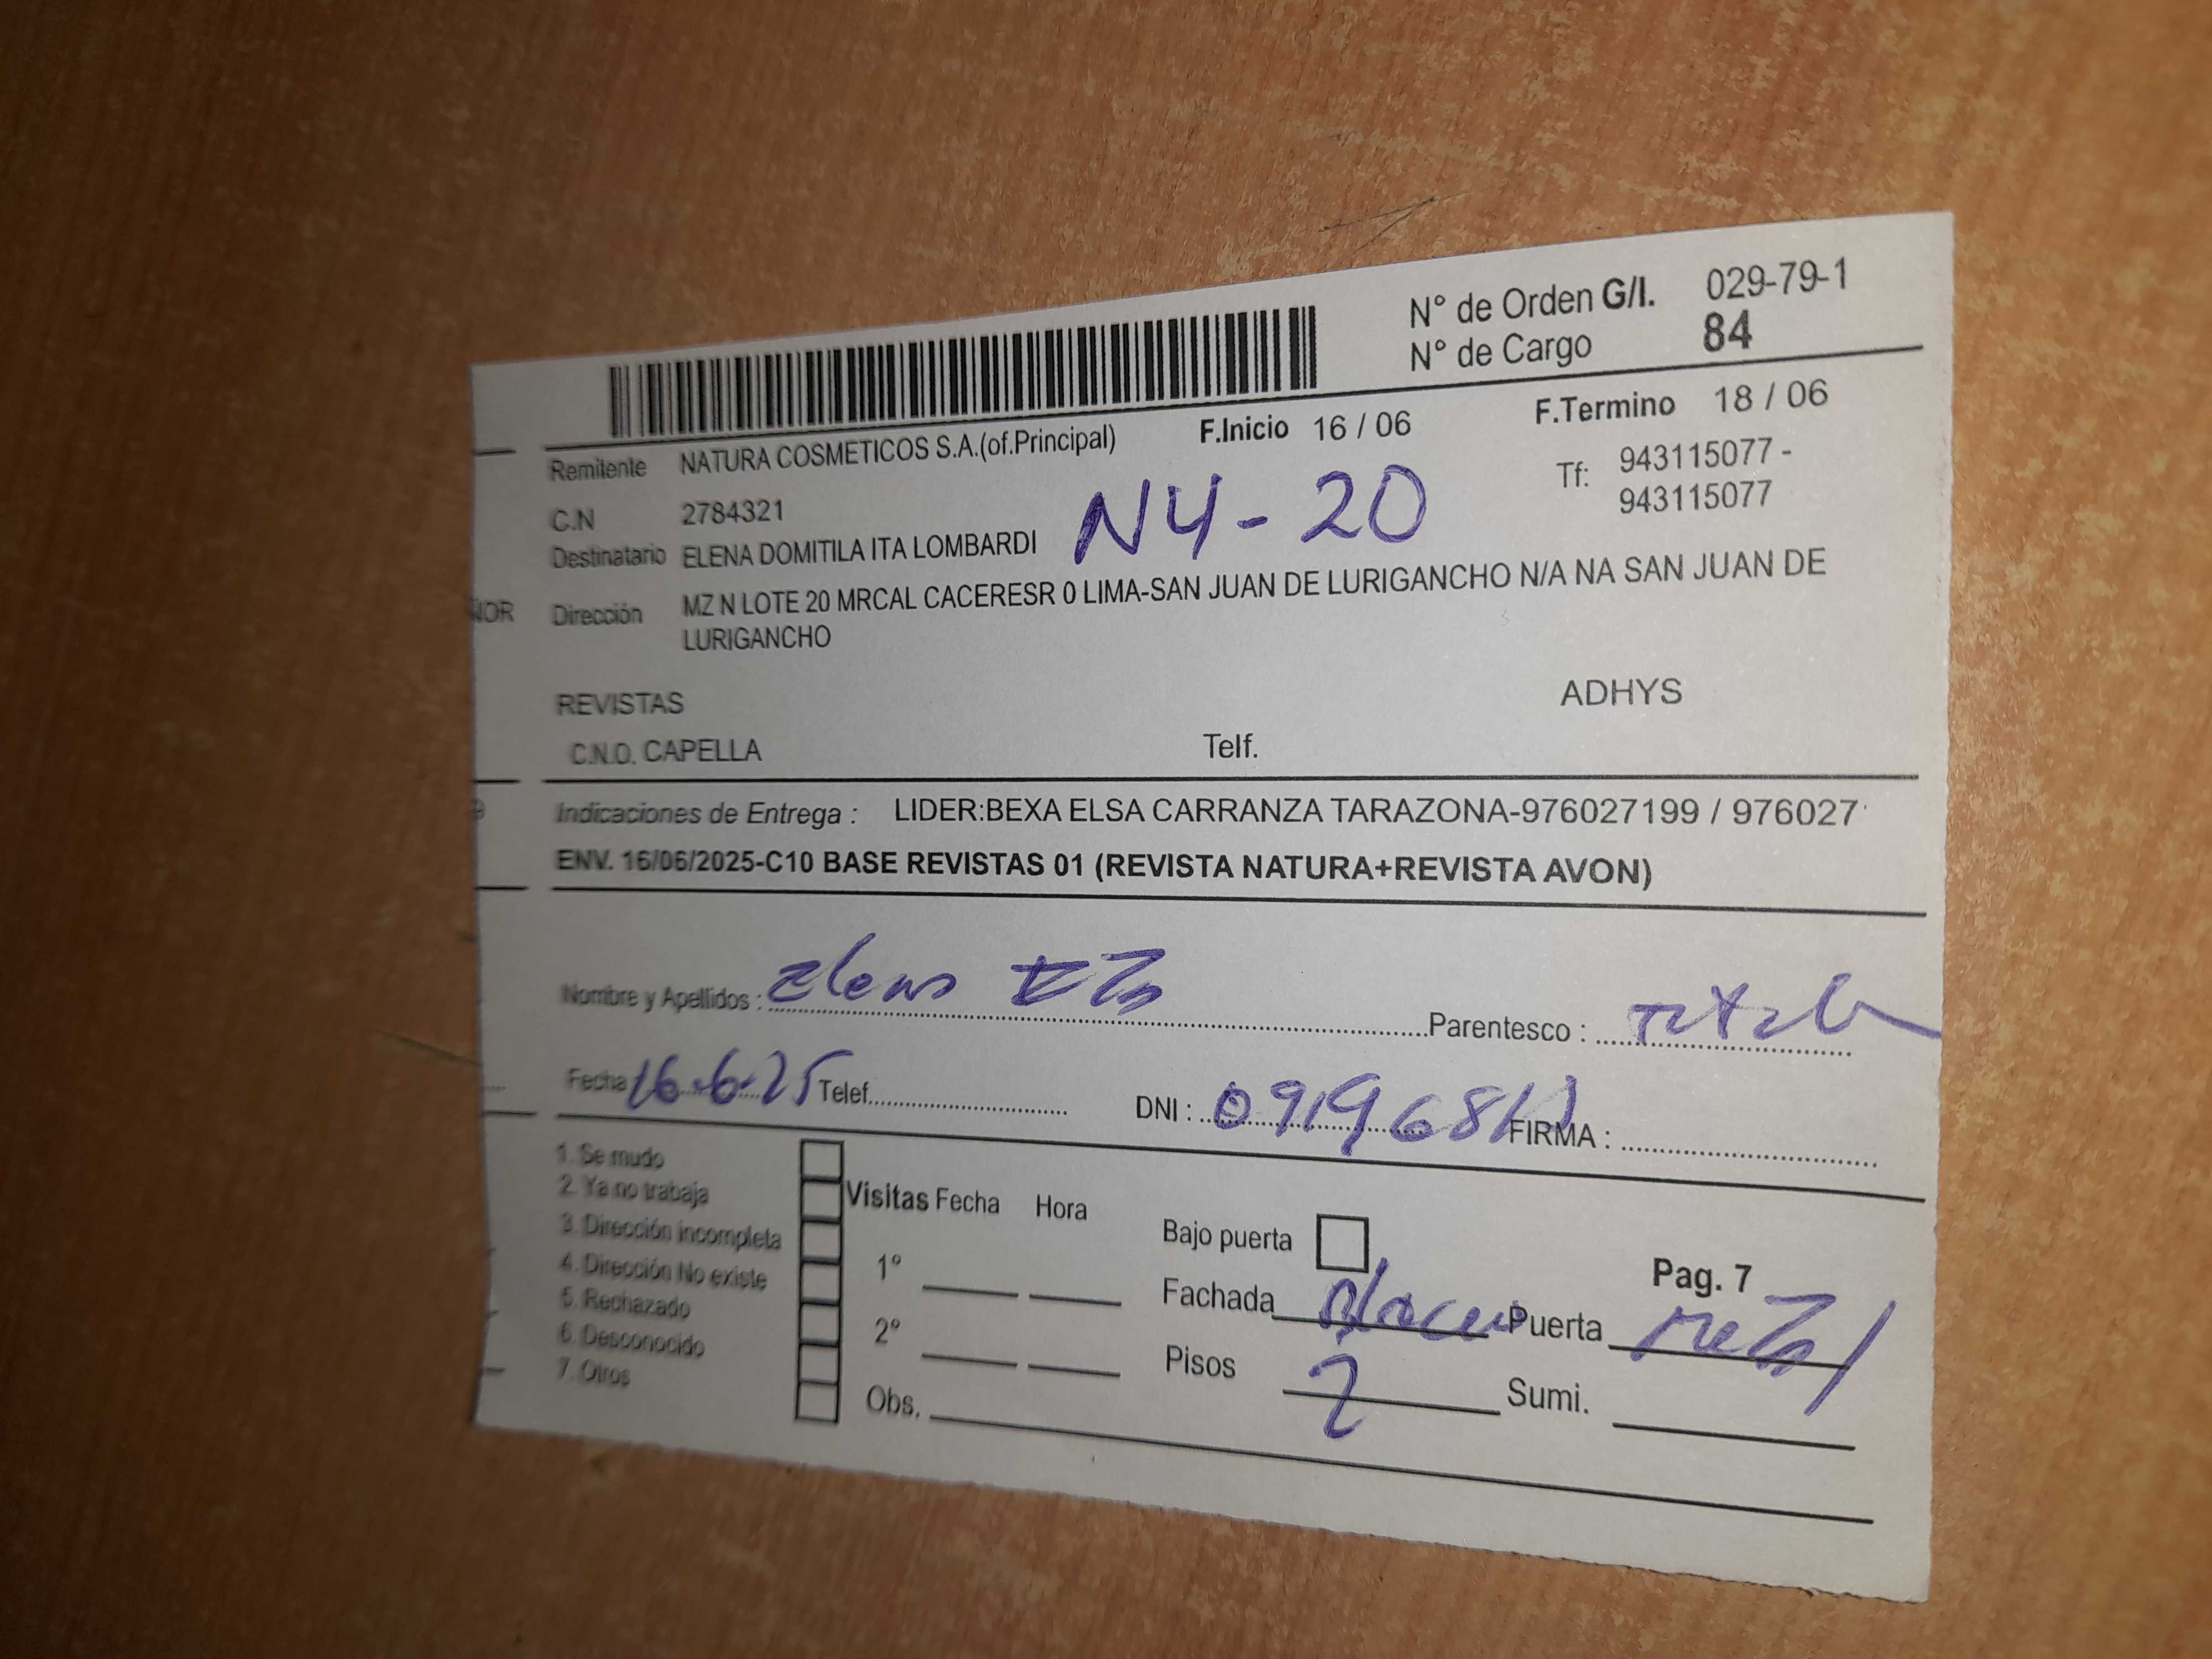 N° de Orden G/I. 029-79-1
N° de Cargo 84
F.Inicio 16 / 06 F.Termino 18 / 06
Remitente NATURA COSMETICOS S.A.(of.Principal)
Tf: 943115077 -
943115077
C.N 2784321
N4-20
Destinatario ELENA DOMITILA ITA LOMBARDI
Dirección MZ N LOTE 20 MRCAL CACERESR 0 LIMA-SAN JUAN DE LURIGANCHO N/A NA SAN JUAN DE
LURIGANCHO
REVISTAS ADHYS
C.N.O. CAPELLA Telf.
Indicaciones de Entrega : LIDER:BEXA ELSA CARRANZA TARAZONA-976027199 / 976027
ENV. 16/06/2025-C10 BASE REVISTAS 01 (REVISTA NATURA+REVISTA AVON)
Nombre y Apellidos : Elena Ita Parentesco :
Fecha 16-6-25 Telef. DNI : FIRMA :
1. Se mudo
2. Ya no trabaja
3. Dirección incompleta
4. Dirección No existe
5. Rechazado
6. Desconocido
7. Otros
Visitas Fecha Hora
1°
2°
Obs.
Bajo puerta
Pag. 7
Fachada Puerta Metal
Pisos 2 Sumi.